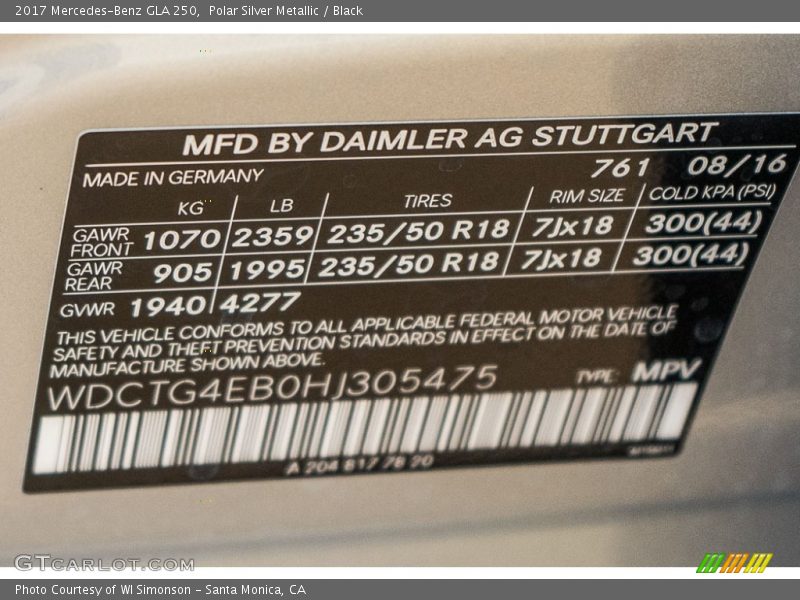 2017 Mercedes-Benz GLA 250,  Polar Silver Metallic / Black
MFD BY DAIMLER AG STUTTGART
MADE IN GERMANY 761 08/16
KG LB TIRES RIM SIZE COLD KPA(PSI)
GAWR FRONT 1070 2359 235/50 R18 7Jx18 300(44)
GAWR REAR 905 1995 235/50 R18 7Jx18 300(44)
GVWR 1940 4277
THIS VEHICLE CONFORMS TO ALL APPLICABLE FEDERAL MOTOR VEHICLE
SAFETY AND THEFT PREVENTION STANDARDS IN EFFECT ON THE DATE OF
MANUFACTURE SHOWN ABOVE.
WDCTG4EB0HJ305475 TYPE: MPV
A 204 817 78 20
GTCARLOT.COM
Photo Courtesy of WI Simonson - Santa Monica, CA